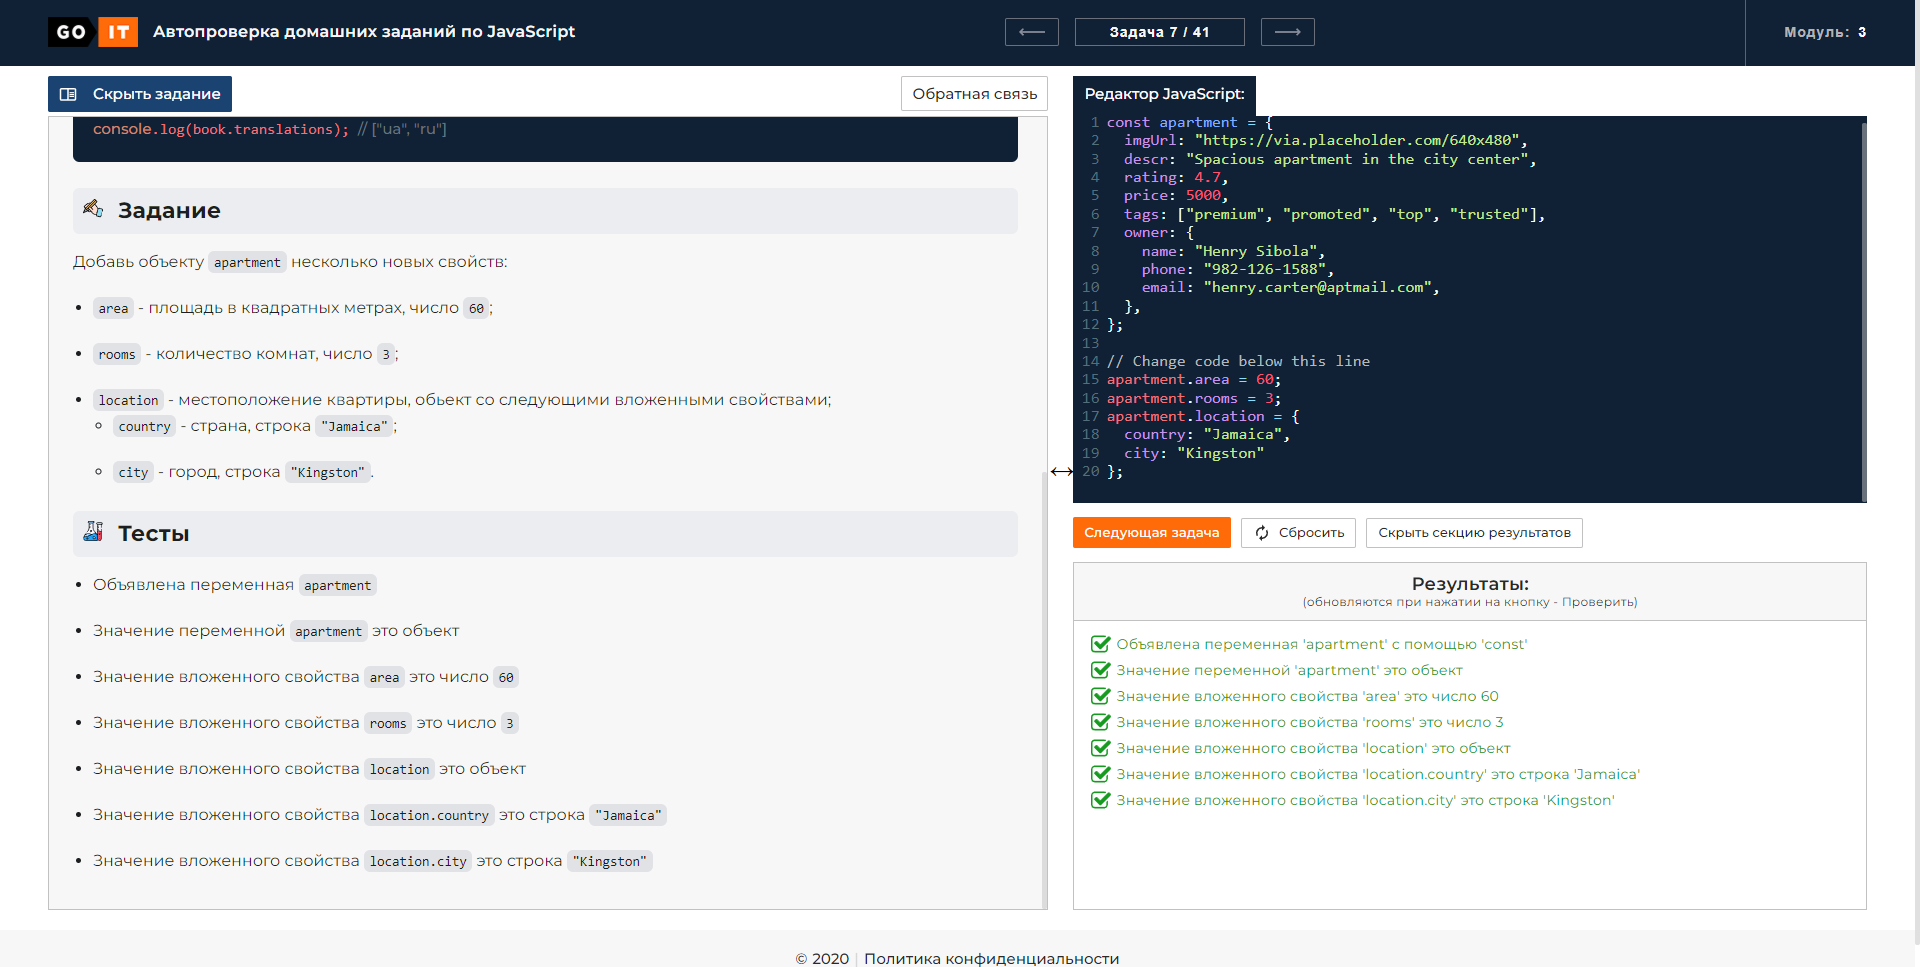 GO IT Автопроверка домашних заданий по JavaScript
Задача 7 / 41
Модуль: 3
Скрыть задание
Обратная связь
console.log(book.translations); // ["ua", "ru"]
Задание
Добавь объекту apartment несколько новых свойств:
area - площадь в квадратных метрах, число 60;
rooms - количество комнат, число 3;
location - местоположение квартиры, обьект со следующими вложенными свойствами;
country - страна, строка "Jamaica";
city - город, строка "Kingston".
Тесты
Объявлена переменная apartment
Значение переменной apartment это объект
Значение вложенного свойства area это число 60
Значение вложенного свойства rooms это число 3
Значение вложенного свойства location это объект
Значение вложенного свойства location.country это строка "Jamaica"
Значение вложенного свойства location.city это строка "Kingston"
Редактор JavaScript:
1 const apartment = {
2 imgUrl: "https://via.placeholder.com/640x480",
3 descr: "Spacious apartment in the city center",
4 rating: 4.7,
5 price: 5000,
6 tags: ["premium", "promoted", "top", "trusted"],
7 owner: {
8 name: "Henry Sibola",
9 phone: "982-126-1588",
10 email: "henry.carter@aptmail.com",
11 },
12 };
13
14 // Change code below this line
15 apartment.area = 60;
16 apartment.rooms = 3;
17 apartment.location = {
18 country: "Jamaica",
19 city: "Kingston"
20 };
Следующая задача
Сбросить
Скрыть секцию результатов
Результаты:
(обновляются при нажатии на кнопку - Проверить)
Объявлена переменная 'apartment' с помощью 'const'
Значение переменной 'apartment' это объект
Значение вложенного свойства 'area' это число 60
Значение вложенного свойства 'rooms' это число 3
Значение вложенного свойства 'location' это объект
Значение вложенного свойства 'location.country' это строка 'Jamaica'
Значение вложенного свойства 'location.city' это строка 'Kingston'
© 2020 | Политика конфиденциальности